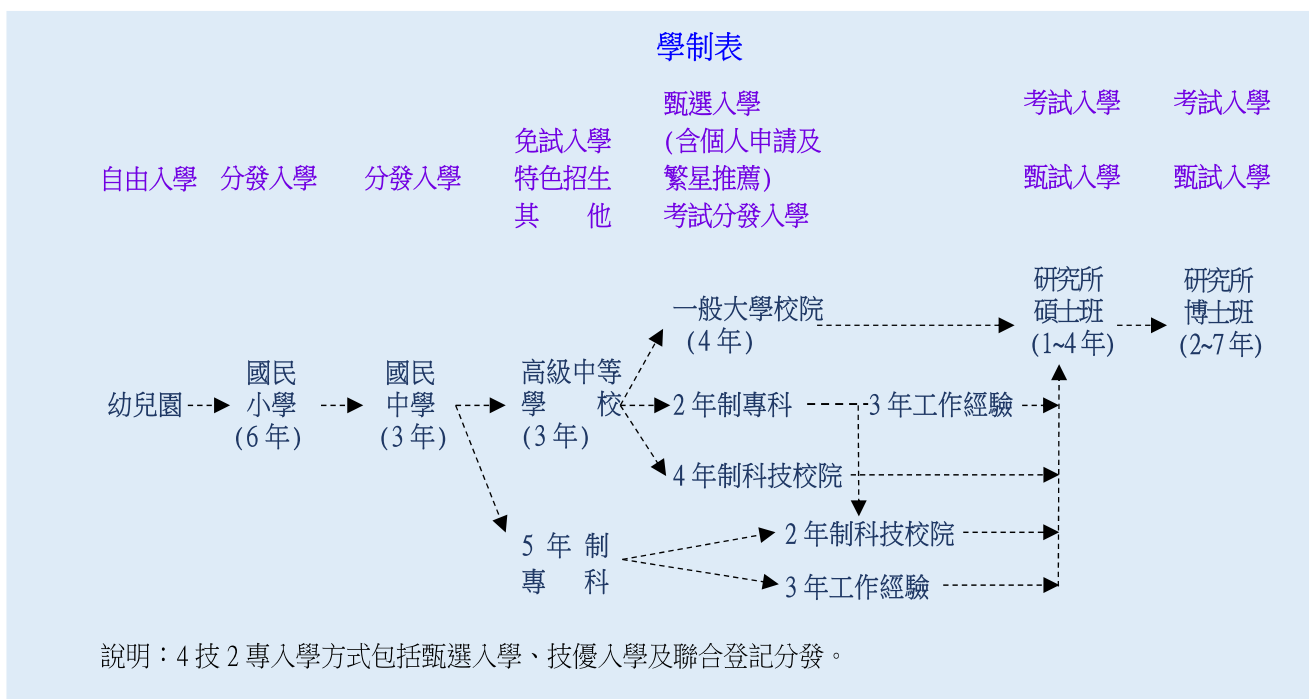 學制表
甄選入學
考試入學
考試入學
免試入學
(含個人申請及
自由入學
分發入學
分發入學
特色招生
繁星推薦)
甄試入學
甄試入學
其　　他
考試分發入學
研究所
碩士班
(1~4年)
研究所
博士班
(2~7年)
一般大學校院
(4年)
幼兒園
國民
小學
(6年)
國民
中學
(3年)
高級中等
學　　校
(3年)
2年制專科
3年工作經驗
4年制科技校院
5 年 制
專　　科
2年制科技校院
3年工作經驗
說明：4技2專入學方式包括甄選入學、技優入學及聯合登記分發。